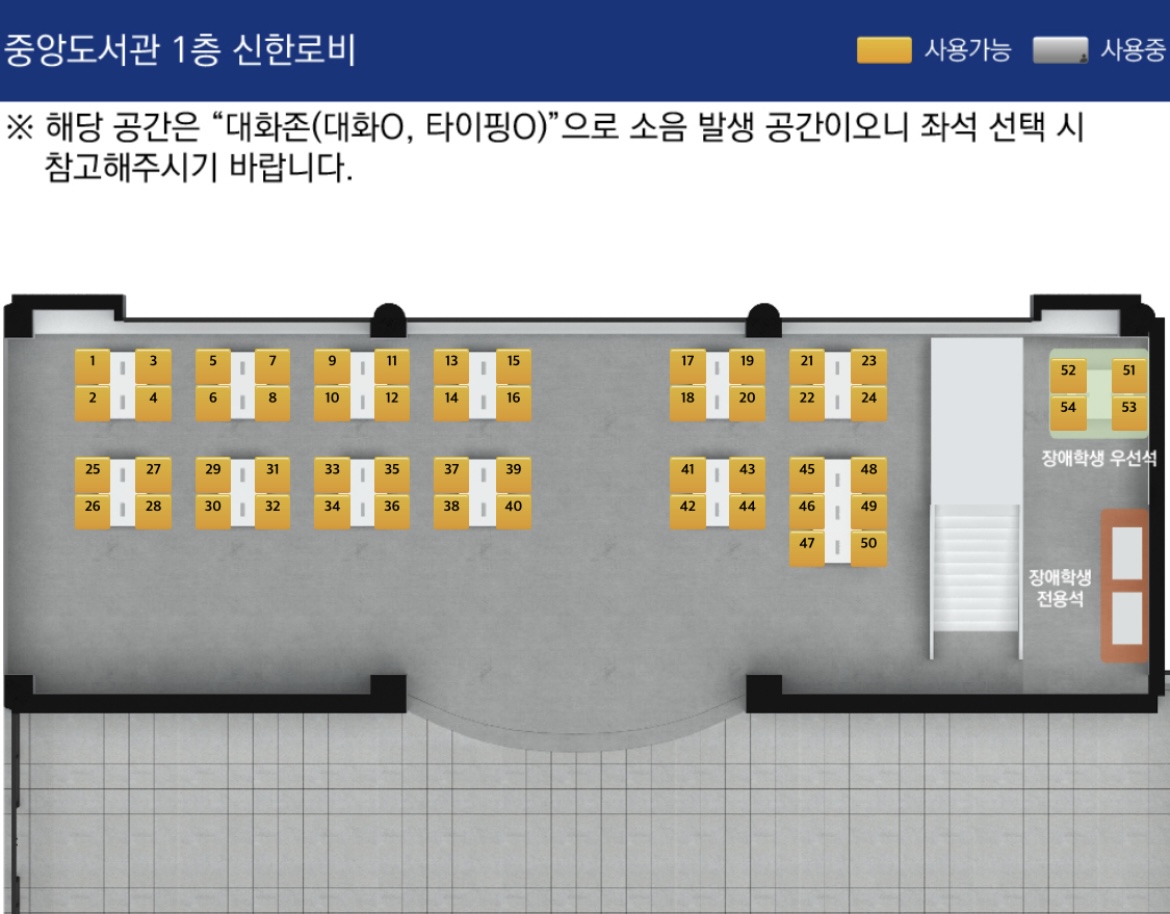 중앙도서관 1층 신한로비
사용가능 사용중
※ 해당 공간은 “대화존(대화O, 타이핑O)”으로 소음 발생 공간이오니 좌석 선택 시
참고해주시기 바랍니다.
1 3 5 7 9 11 13 15 17 19 21 23
2 4 6 8 10 12 14 16 18 20 22 24
52 51
54 53
장애학생 우선석
25 27 29 31 33 35 37 39 41 43 45 48
26 28 30 32 34 36 38 40 42 44 46 49
47 50
장애학생
전용석